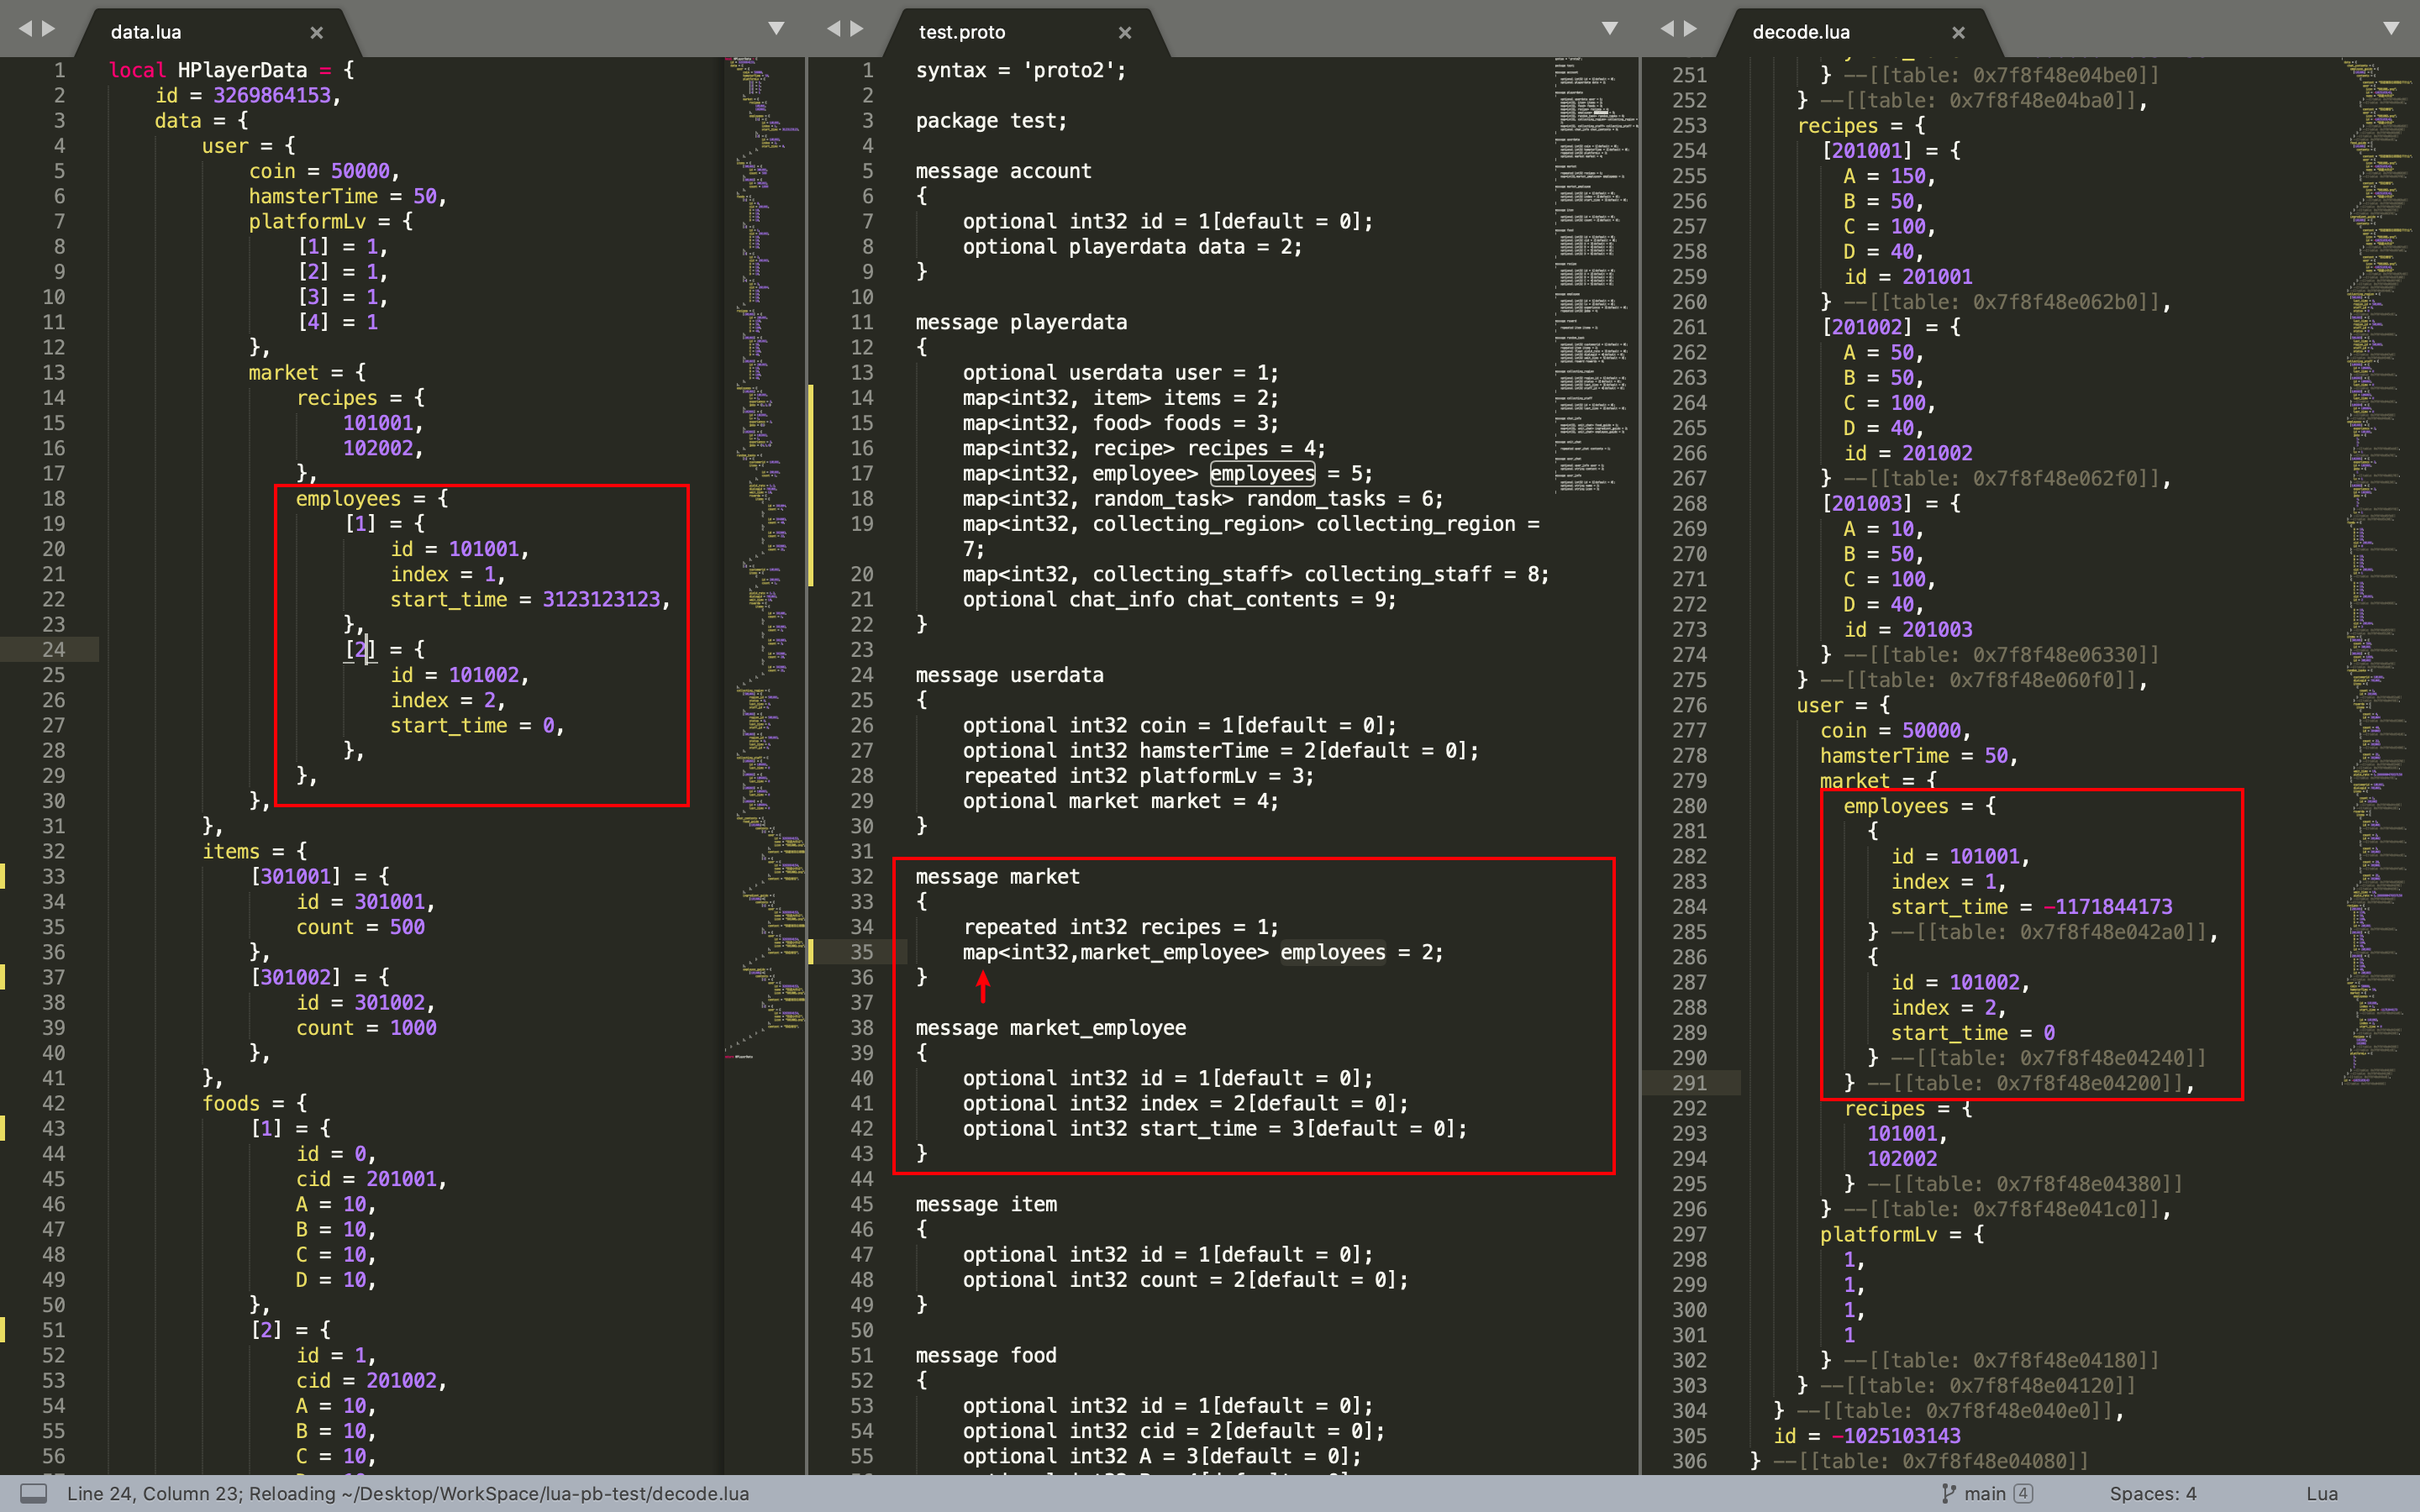 data.lua
1 local HPlayerData = {
2 id = 3269864153,
3 data = {
4 user = {
5 coin = 50000,
6 hamsterTime = 50,
7 platformLv = {
8 [1] = 1,
9 [2] = 1,
10 [3] = 1,
11 [4] = 1
12 },
13 market = {
14 recipes = {
15 101001,
16 102002,
17 },
18 employees = {
19 [1] = {
20 id = 101001,
21 index = 1,
22 start_time = 3123123123,
23 },
24 [2] = {
25 id = 101002,
26 index = 2,
27 start_time = 0,
28 },
29 },
30 },
31 },
32 items = {
33 [301001] = {
34 id = 301001,
35 count = 500
36 },
37 [301002] = {
38 id = 301002,
39 count = 1000
40 },
41 },
42 foods = {
43 [1] = {
44 id = 0,
45 cid = 201001,
46 A = 10,
47 B = 10,
48 C = 10,
49 D = 10,
50 },
51 [2] = {
52 id = 1,
53 cid = 201002,
54 A = 10,
55 B = 10,
56 C = 10,
test.proto
1 syntax = 'proto2';
2
3 package test;
4
5 message account
6 {
7 optional int32 id = 1[default = 0];
8 optional playerdata data = 2;
9 }
10
11 message playerdata
12 {
13 optional userdata user = 1;
14 map<int32, item> items = 2;
15 map<int32, food> foods = 3;
16 map<int32, recipe> recipes = 4;
17 map<int32, employee> employees = 5;
18 map<int32, random_task> random_tasks = 6;
19 map<int32, collecting_region> collecting_region =
7;
20 map<int32, collecting_staff> collecting_staff = 8;
21 optional chat_info chat_contents = 9;
22 }
23
24 message userdata
25 {
26 optional int32 coin = 1[default = 0];
27 optional int32 hamsterTime = 2[default = 0];
28 repeated int32 platformLv = 3;
29 optional market market = 4;
30 }
31
32 message market
33 {
34 repeated int32 recipes = 1;
35 map<int32,market_employee> employees = 2;
36 }
37
38 message market_employee
39 {
40 optional int32 id = 1[default = 0];
41 optional int32 index = 2[default = 0];
42 optional int32 start_time = 3[default = 0];
43 }
44
45 message item
46 {
47 optional int32 id = 1[default = 0];
48 optional int32 count = 2[default = 0];
49 }
50
51 message food
52 {
53 optional int32 id = 1[default = 0];
54 optional int32 cid = 2[default = 0];
55 optional int32 A = 3[default = 0];
decode.lua
251 } --[[table: 0x7f8f48e04be0]]
252 } --[[table: 0x7f8f48e04ba0]],
253 recipes = {
254 [201001] = {
255 A = 150,
256 B = 50,
257 C = 100,
258 D = 40,
259 id = 201001
260 } --[[table: 0x7f8f48e062b0]],
261 [201002] = {
262 A = 50,
263 B = 50,
264 C = 100,
265 D = 40,
266 id = 201002
267 } --[[table: 0x7f8f48e062f0]],
268 [201003] = {
269 A = 10,
270 B = 50,
271 C = 100,
272 D = 40,
273 id = 201003
274 } --[[table: 0x7f8f48e06330]]
275 } --[[table: 0x7f8f48e060f0]],
276 user = {
277 coin = 50000,
278 hamsterTime = 50,
279 market = {
280 employees = {
281 {
282 id = 101001,
283 index = 1,
284 start_time = -1171844173
285 } --[[table: 0x7f8f48e042a0]],
286 {
287 id = 101002,
288 index = 2,
289 start_time = 0
290 } --[[table: 0x7f8f48e04240]]
291 } --[[table: 0x7f8f48e04200]],
292 recipes = {
293 101001,
294 102002
295 } --[[table: 0x7f8f48e04380]]
296 } --[[table: 0x7f8f48e041c0]],
297 platformLv = {
298 1,
299 1,
300 1,
301 1
302 } --[[table: 0x7f8f48e04180]]
303 } --[[table: 0x7f8f48e04120]]
304 } --[[table: 0x7f8f48e040e0]],
305 id = -1025103143
306 } --[[table: 0x7f8f48e04080]]
Line 24, Column 23; Reloading ~/Desktop/WorkSpace/lua-pb-test/decode.lua
main 4
Spaces: 4
Lua